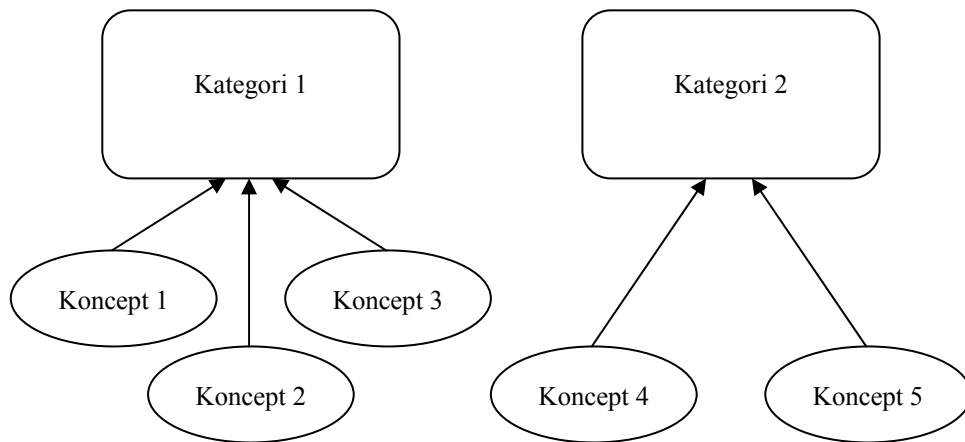 Kategori 1
Kategori 2
Koncept 1
Koncept 3
Koncept 2
Koncept 4
Koncept 5